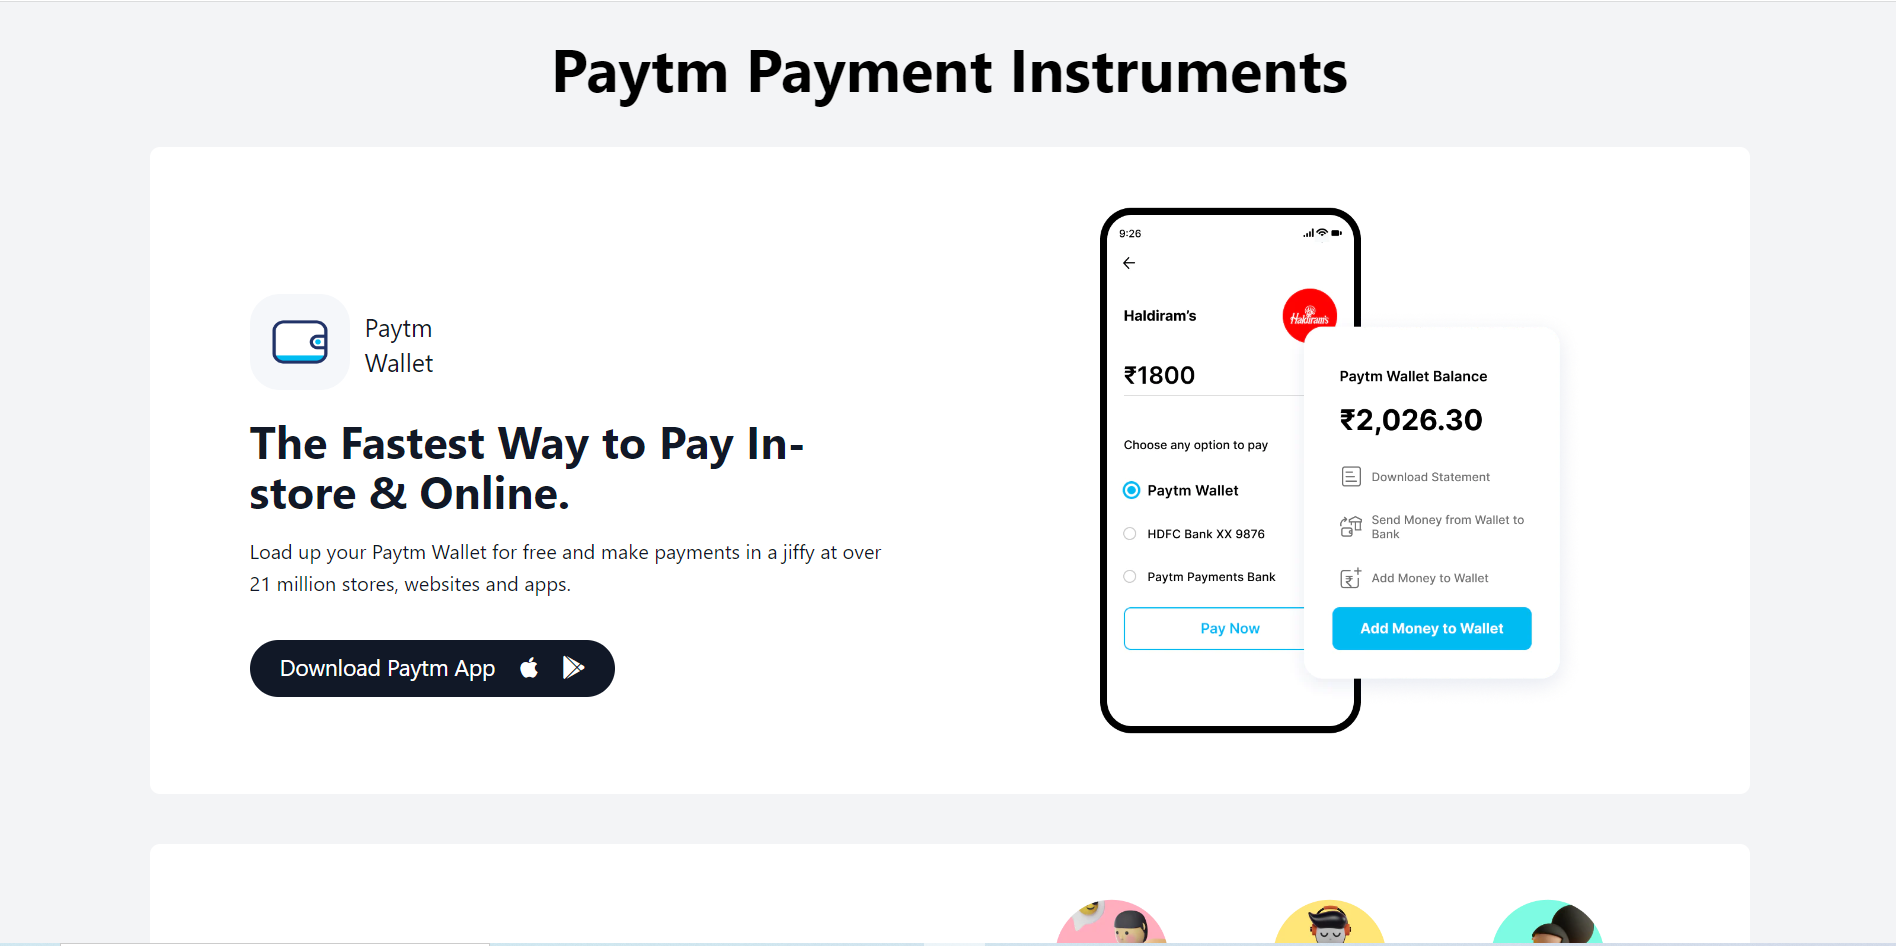 Paytm Payment Instruments
Paytm
Wallet
The Fastest Way to Pay In-
store & Online.
Load up your Paytm Wallet for free and make payments in a jiffy at over
21 million stores, websites and apps.
Download Paytm App
9:26
Haldiram's
Haldiram's
₹1800
Choose any option to pay
Paytm Wallet
HDFC Bank XX 9876
Paytm Payments Bank
Pay Now
Paytm Wallet Balance
₹2,026.30
Download Statement
Send Money from Wallet to
Bank
Add Money to Wallet
Add Money to Wallet